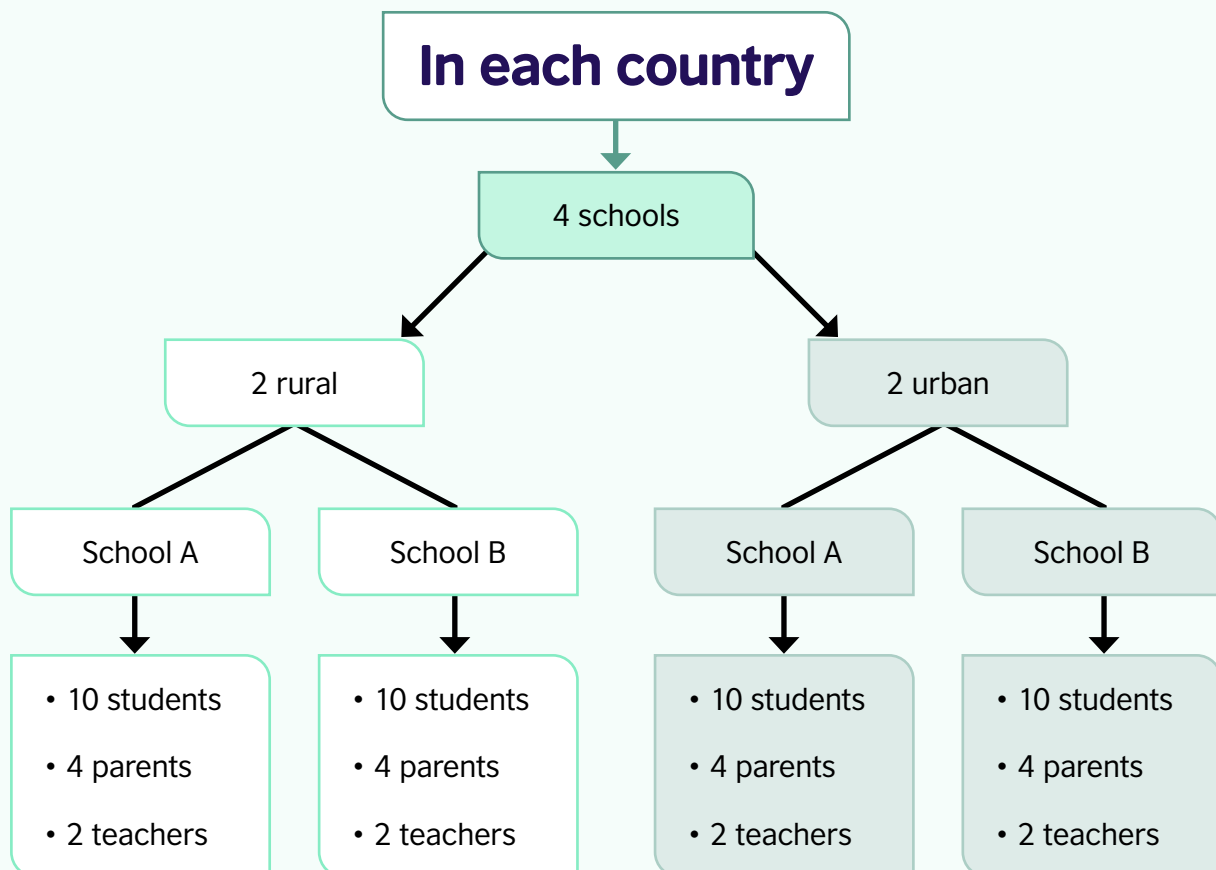 In each country
4 schools
2 rural
2 urban
School A
School B
School A
School B
• 10 students
• 4 parents
• 2 teachers
• 10 students
• 4 parents
• 2 teachers
• 10 students
• 4 parents
• 2 teachers
• 10 students
• 4 parents
• 2 teachers